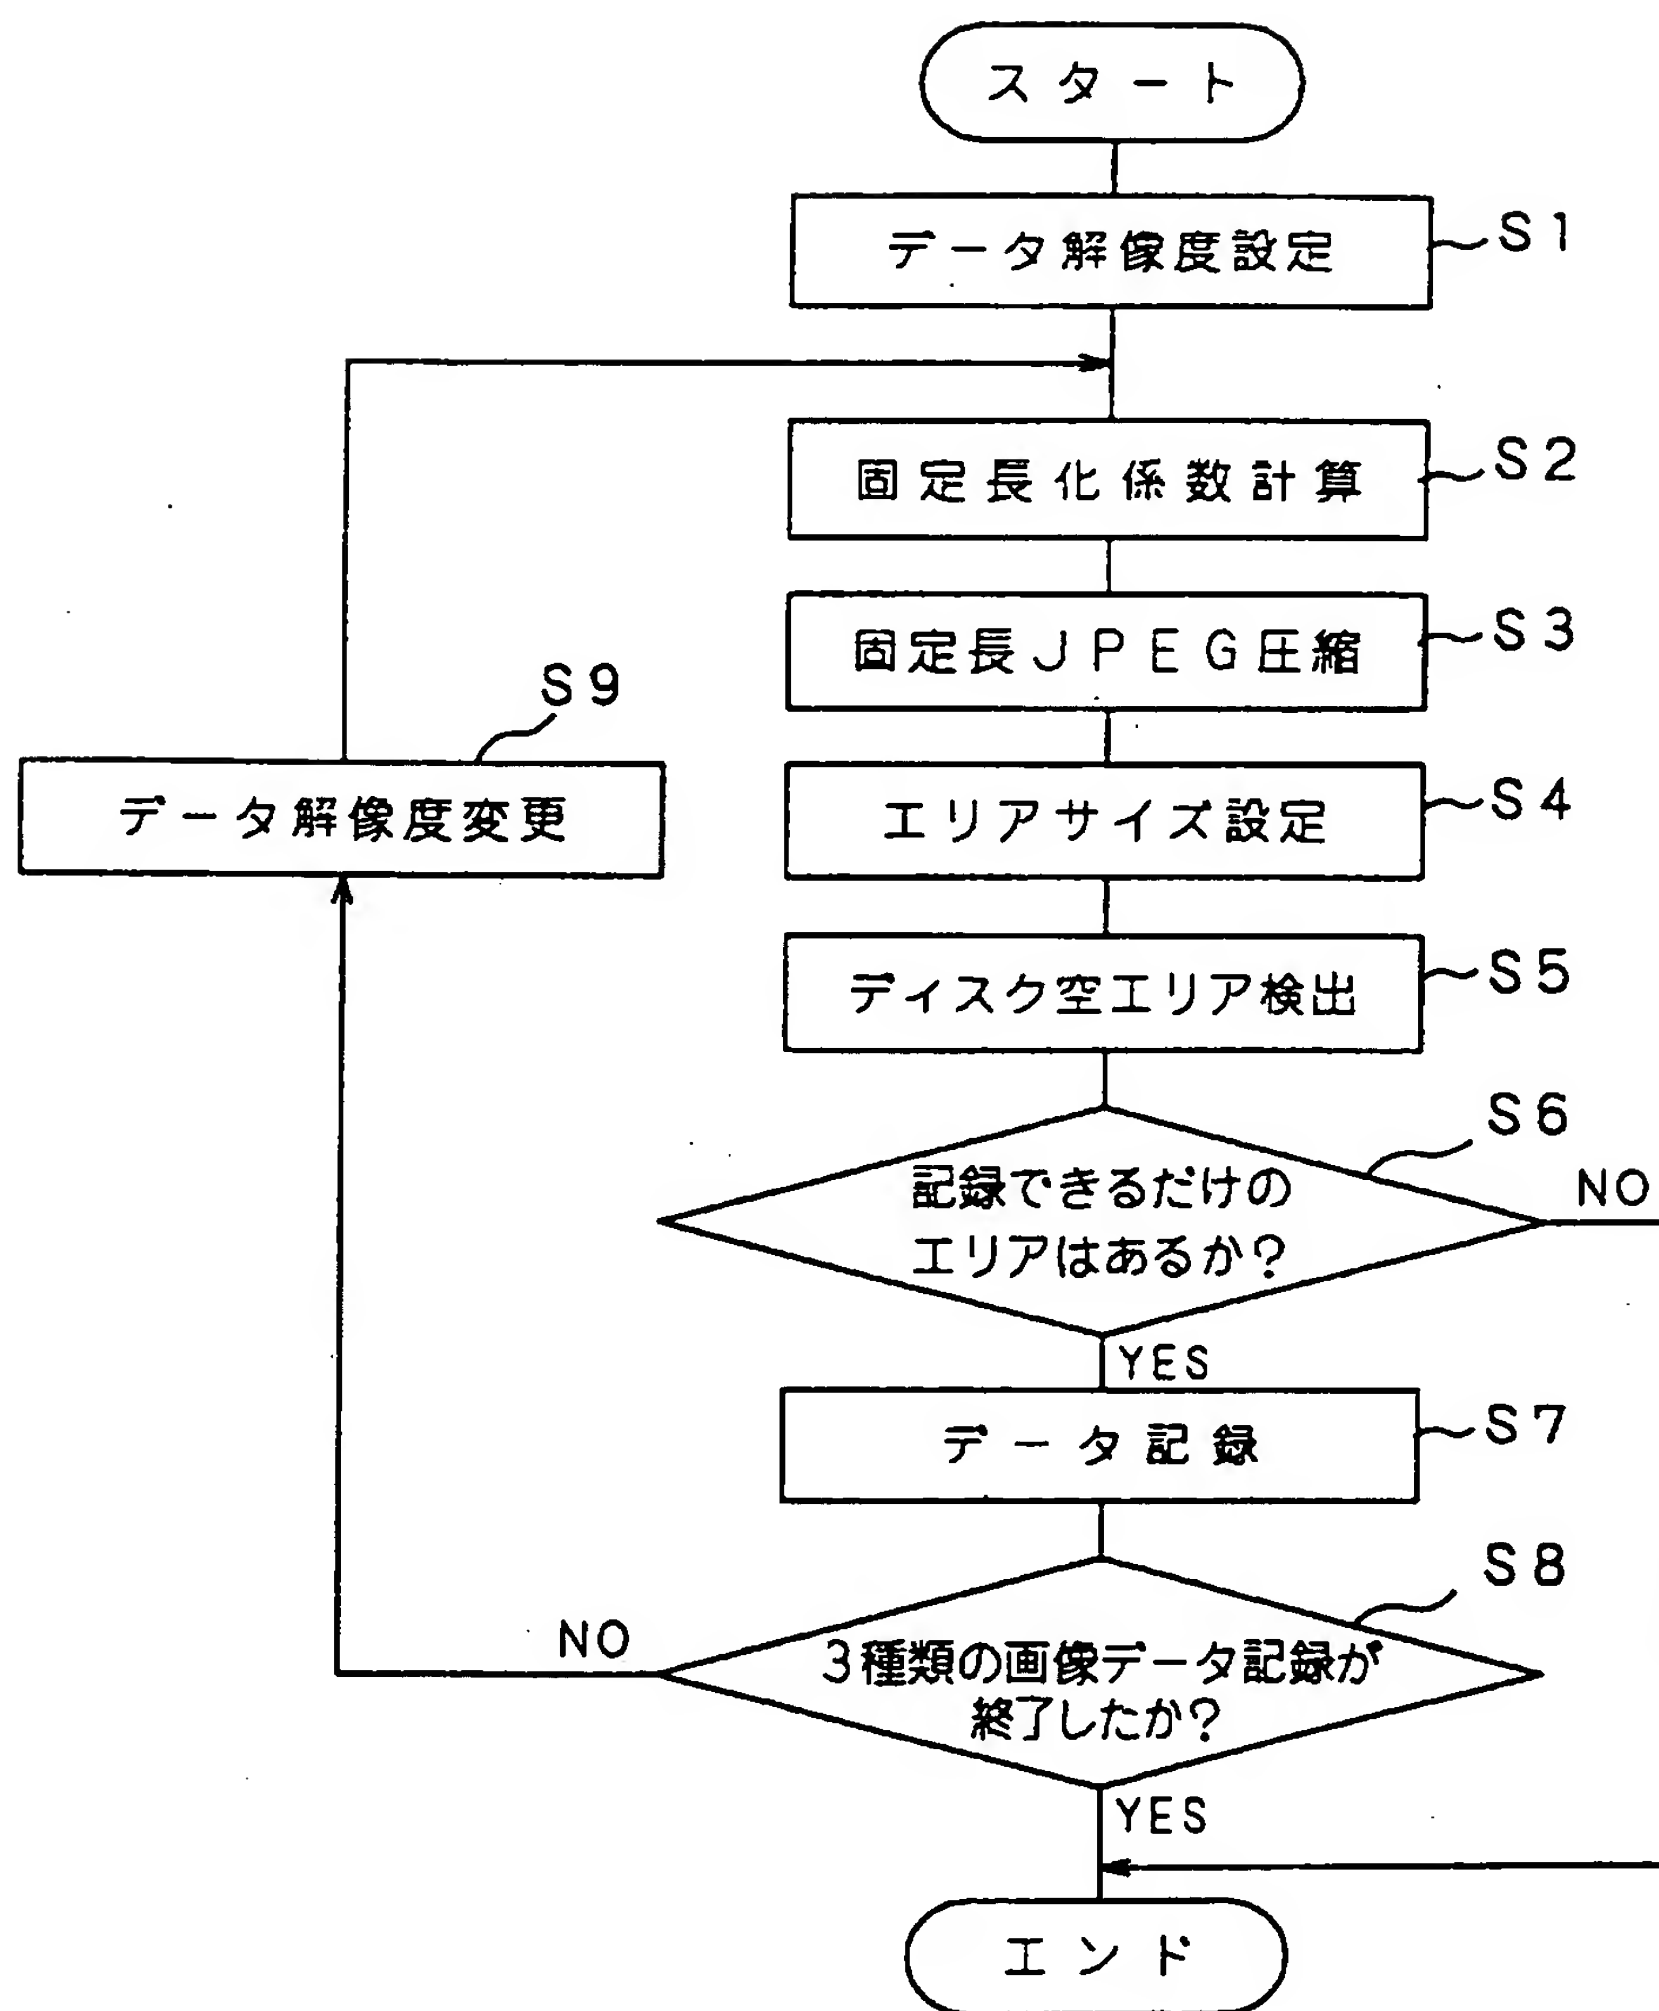 スタート
データ解像度設定
S1
固定長化係数計算
S2
固定長JPEG圧縮
S3
S9
データ解像度変更
エリアサイズ設定
S4
ディスク空エリア検出
S5
S6
記録できるだけの
エリアはあるか?
NO
YES
データ記録
S7
S8
NO
3種類の画像データ記録が
終了したか?
YES
エンド